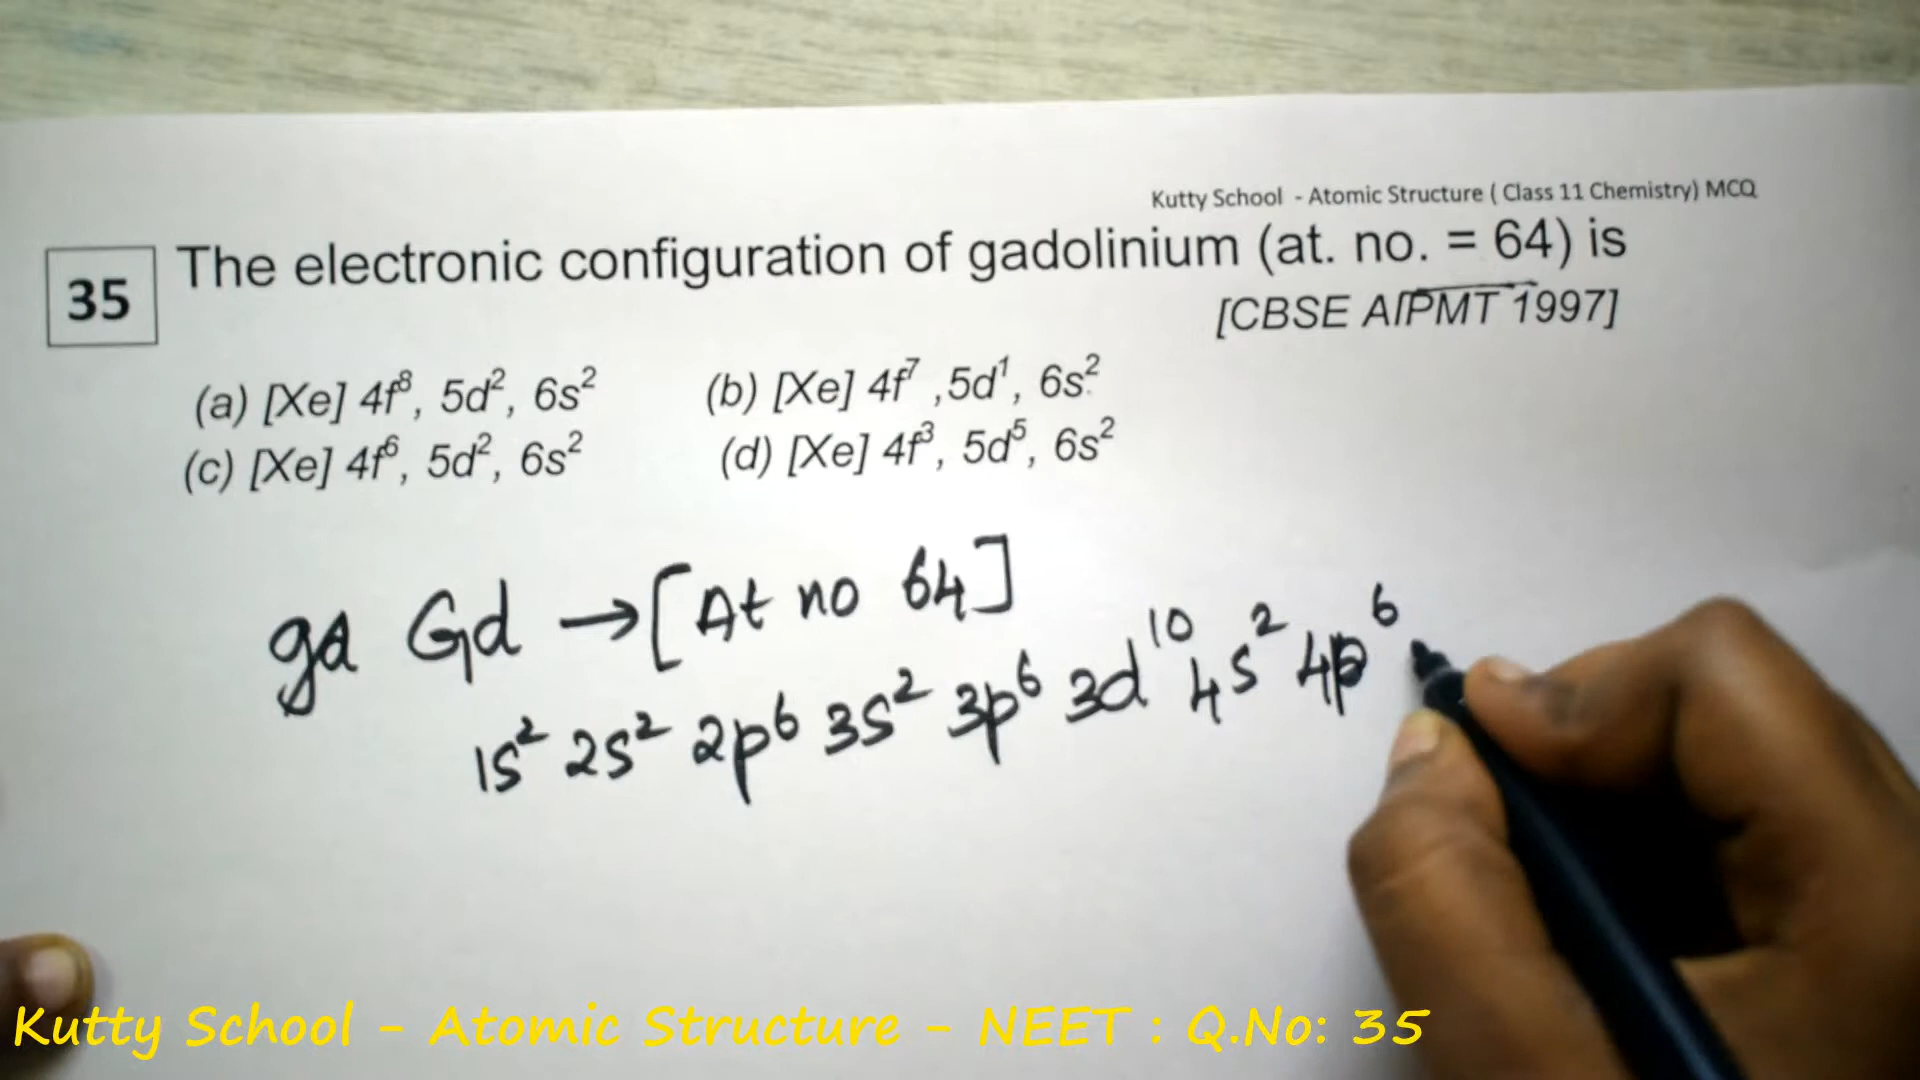 Kutty School - Atomic Structure ( Class 11 Chemistry) MCQ
35 The electronic configuration of gadolinium (at. no. = 64) is
[CBSE AIPMT 1997]
(a) [Xe] 4f⁸, 5d², 6s² (b) [Xe] 4f⁷ ,5d¹, 6s²
(c) [Xe] 4f⁶, 5d², 6s² (d) [Xe] 4f³, 5d⁵, 6s²
ga Gd → [At no 64]
1s² 2s² 2p⁶ 3s² 3p⁶ 3d¹⁰ 4s² 4p⁶
Kutty School - Atomic Structure - NEET : Q.No: 35